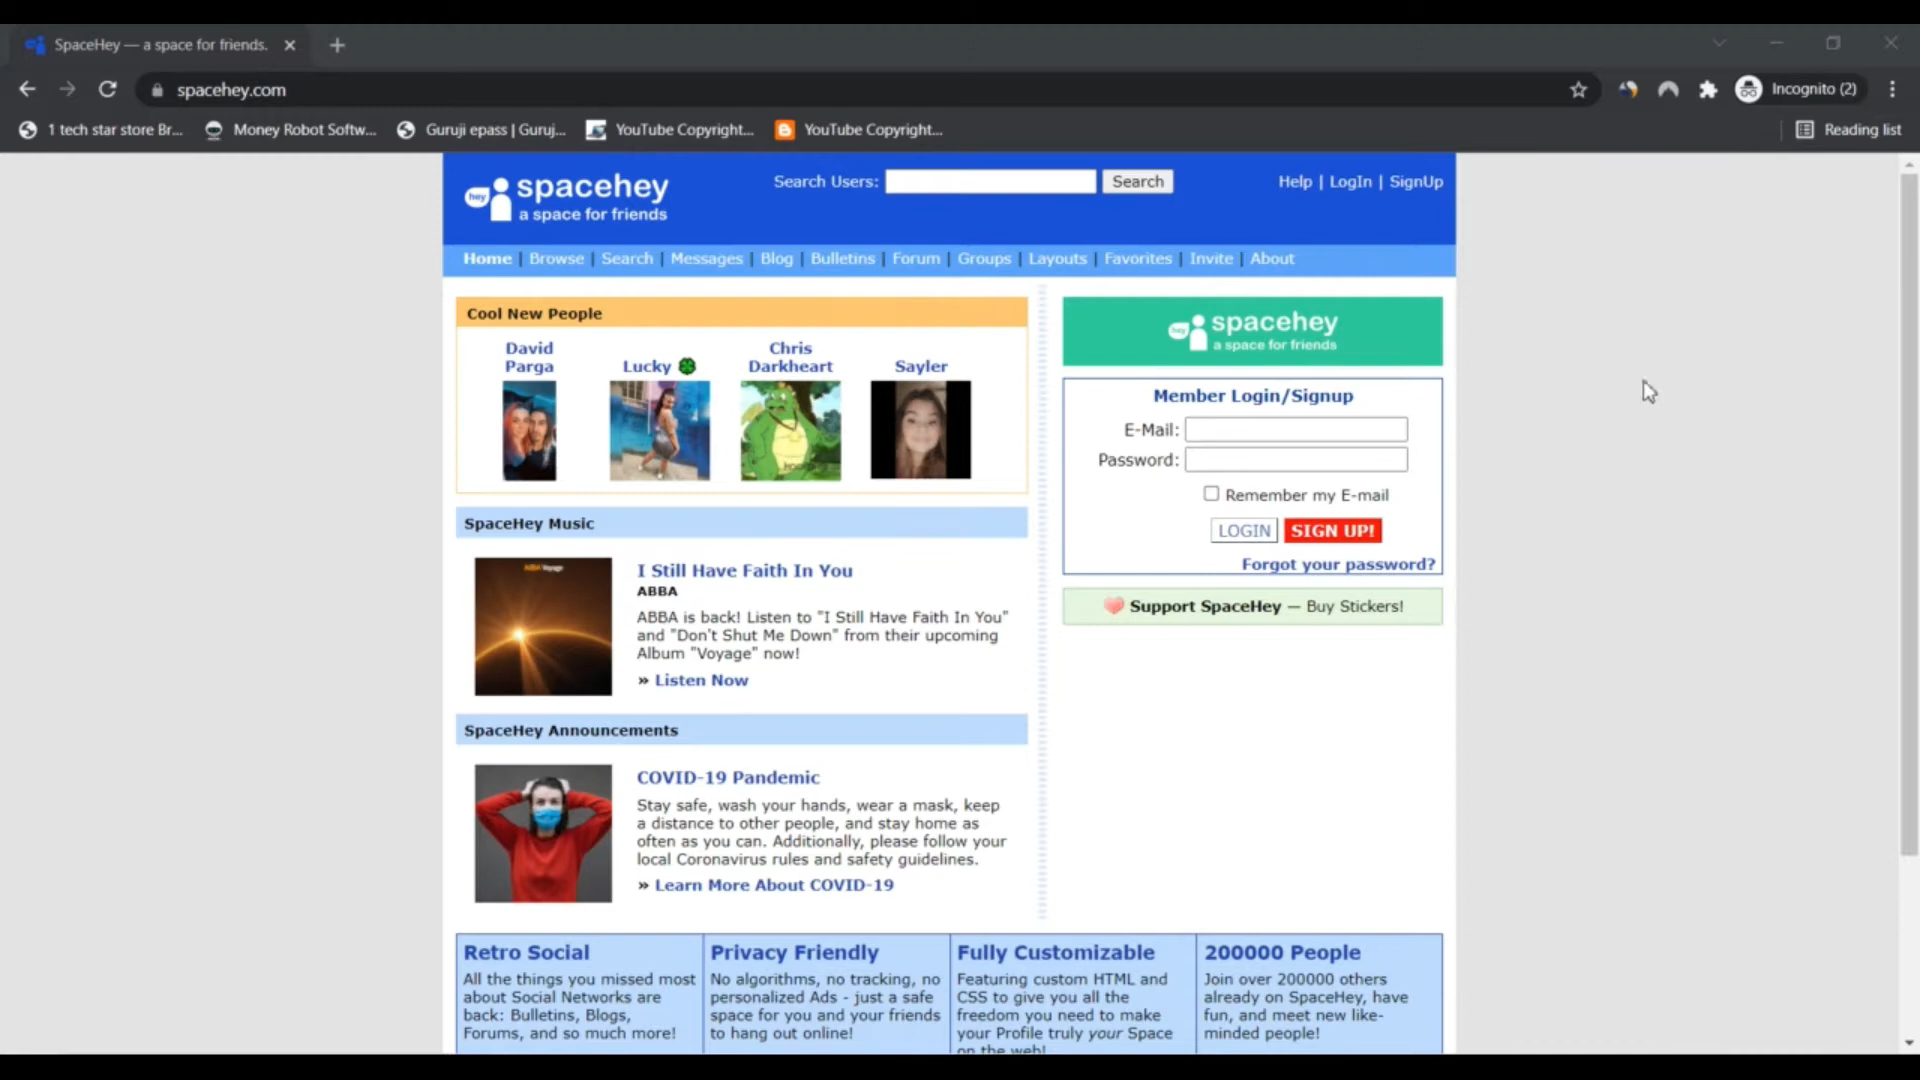 SpaceHey — a space for friends.
spacehey.com
Incognito (2)
1 tech star store Br...
Money Robot Softw...
Guruji epass | Guruj...
YouTube Copyright...
YouTube Copyright...
Reading list
hey spacehey
a space for friends
Search Users:
Search
Help | LogIn | SignUp
Home | Browse | Search | Messages | Blog | Bulletins | Forum | Groups | Layouts | Favorites | Invite | About
Cool New People
David
Parga
Lucky
Chris
Darkheart
Sayler
SpaceHey Music
ABBA Voyage
I Still Have Faith In You
ABBA
ABBA is back! Listen to "I Still Have Faith In You"
and "Don't Shut Me Down" from their upcoming
Album "Voyage" now!
» Listen Now
SpaceHey Announcements
COVID-19 Pandemic
Stay safe, wash your hands, wear a mask, keep
a distance to other people, and stay home as
often as you can. Additionally, please follow your
local Coronavirus rules and safety guidelines.
» Learn More About COVID-19
hey spacehey
a space for friends
Member Login/Signup
E-Mail:
Password:
Remember my E-mail
LOGIN
SIGN UP!
Forgot your password?
Support SpaceHey — Buy Stickers!
Retro Social
All the things you missed most
about Social Networks are
back: Bulletins, Blogs,
Forums, and so much more!
Privacy Friendly
No algorithms, no tracking, no
personalized Ads - just a safe
space for you and your friends
to hang out online!
Fully Customizable
Featuring custom HTML and
CSS to give you all the
freedom you need to make
your Profile truly your Space
on the web!
200000 People
Join over 200000 others
already on SpaceHey, have
fun, and meet new like-
minded people!